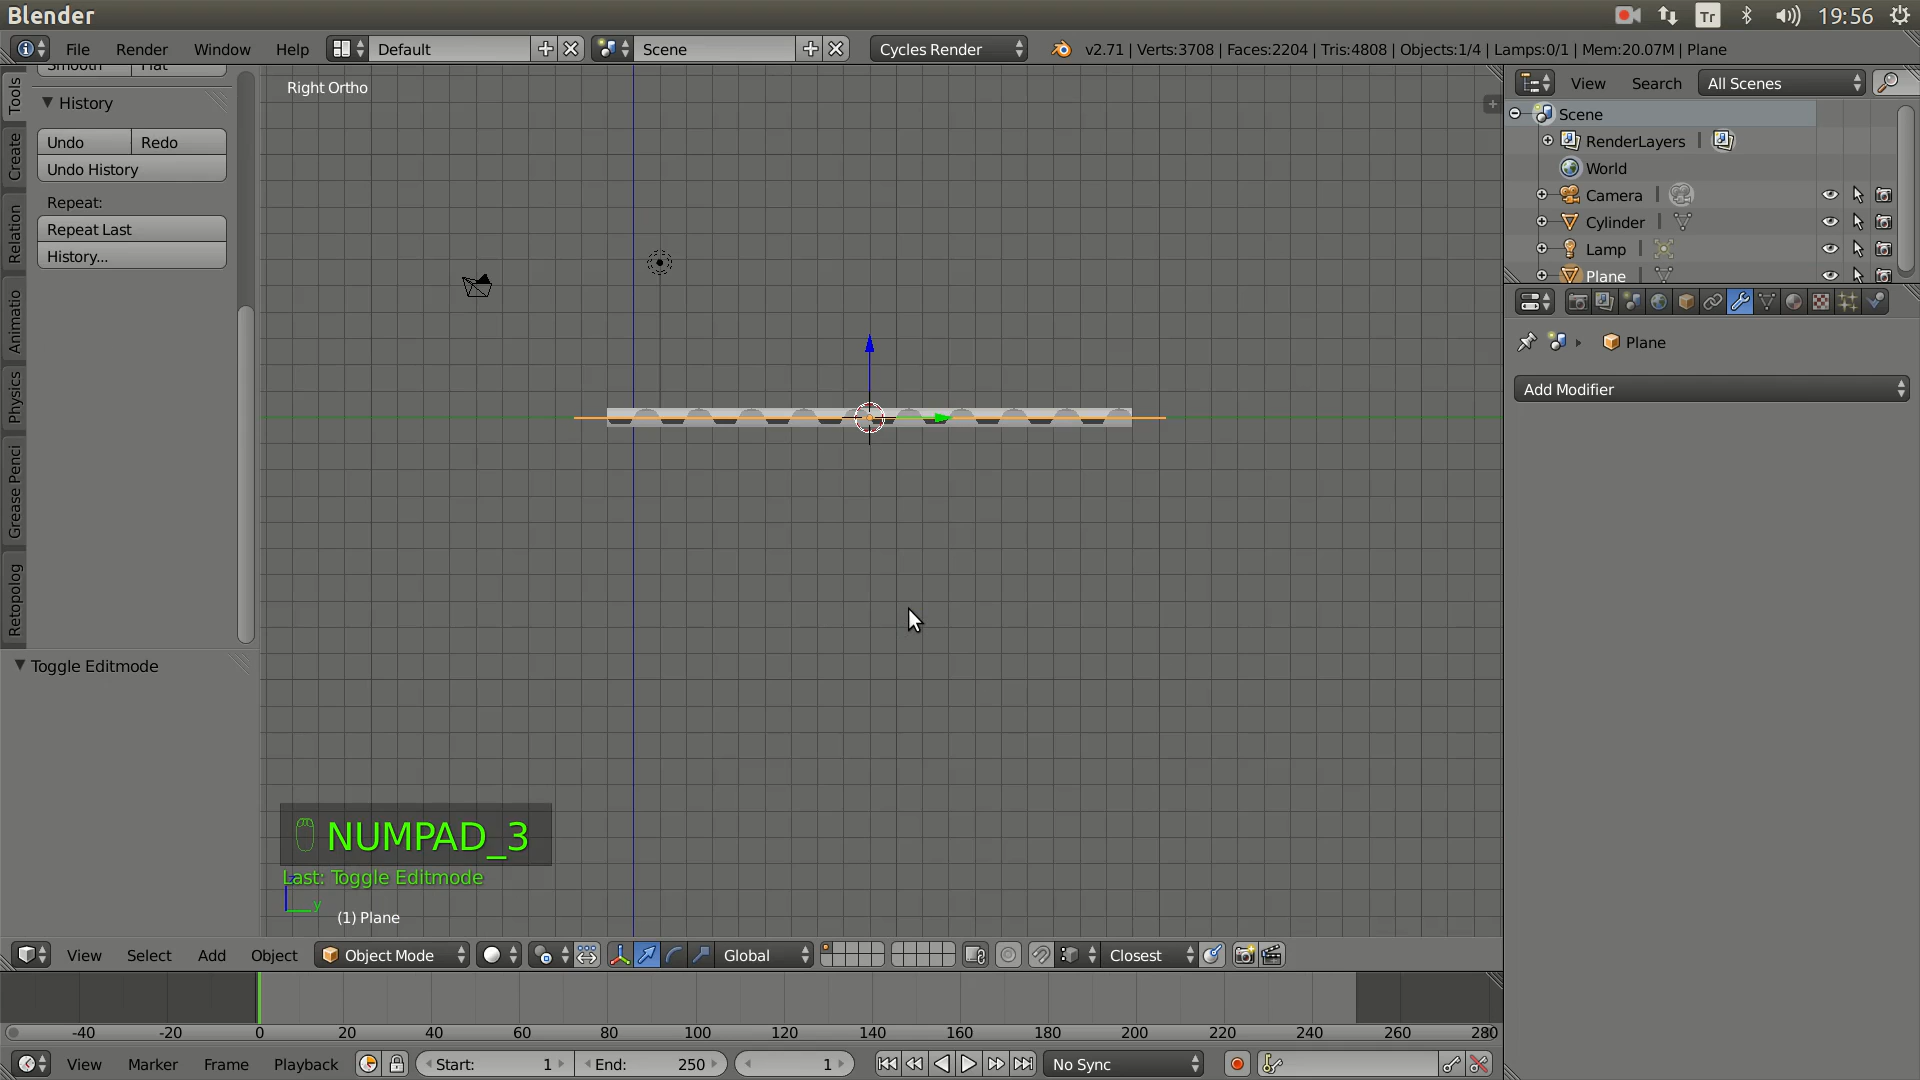 Blender
Tr
19:56
File Render Window Help Default Scene Cycles Render v2.71 | Verts:3708 | Faces:2204 | Tris:4808 | Objects:1/4 | Lamps:0/1 | Mem:20.07M | Plane
Smooth Flat
History
Undo Redo
Undo History
Repeat:
Repeat Last
History...
Toggle Editmode
Tools
Create
Relation
Animatio
Physics
Grease Penci
Retopolog
Right Ortho
NUMPAD_3
Last: Toggle Editmode
y
(1) Plane
View Search All Scenes
Scene
RenderLayers |
World
Camera |
Cylinder |
Lamp |
Plane |
Plane
Add Modifier
View Select Add Object Object Mode Global Closest
-40 -20 0 20 40 60 80 100 120 140 160 180 200 220 240 260 280
View Marker Frame Playback Start: 1 End: 250 1 No Sync